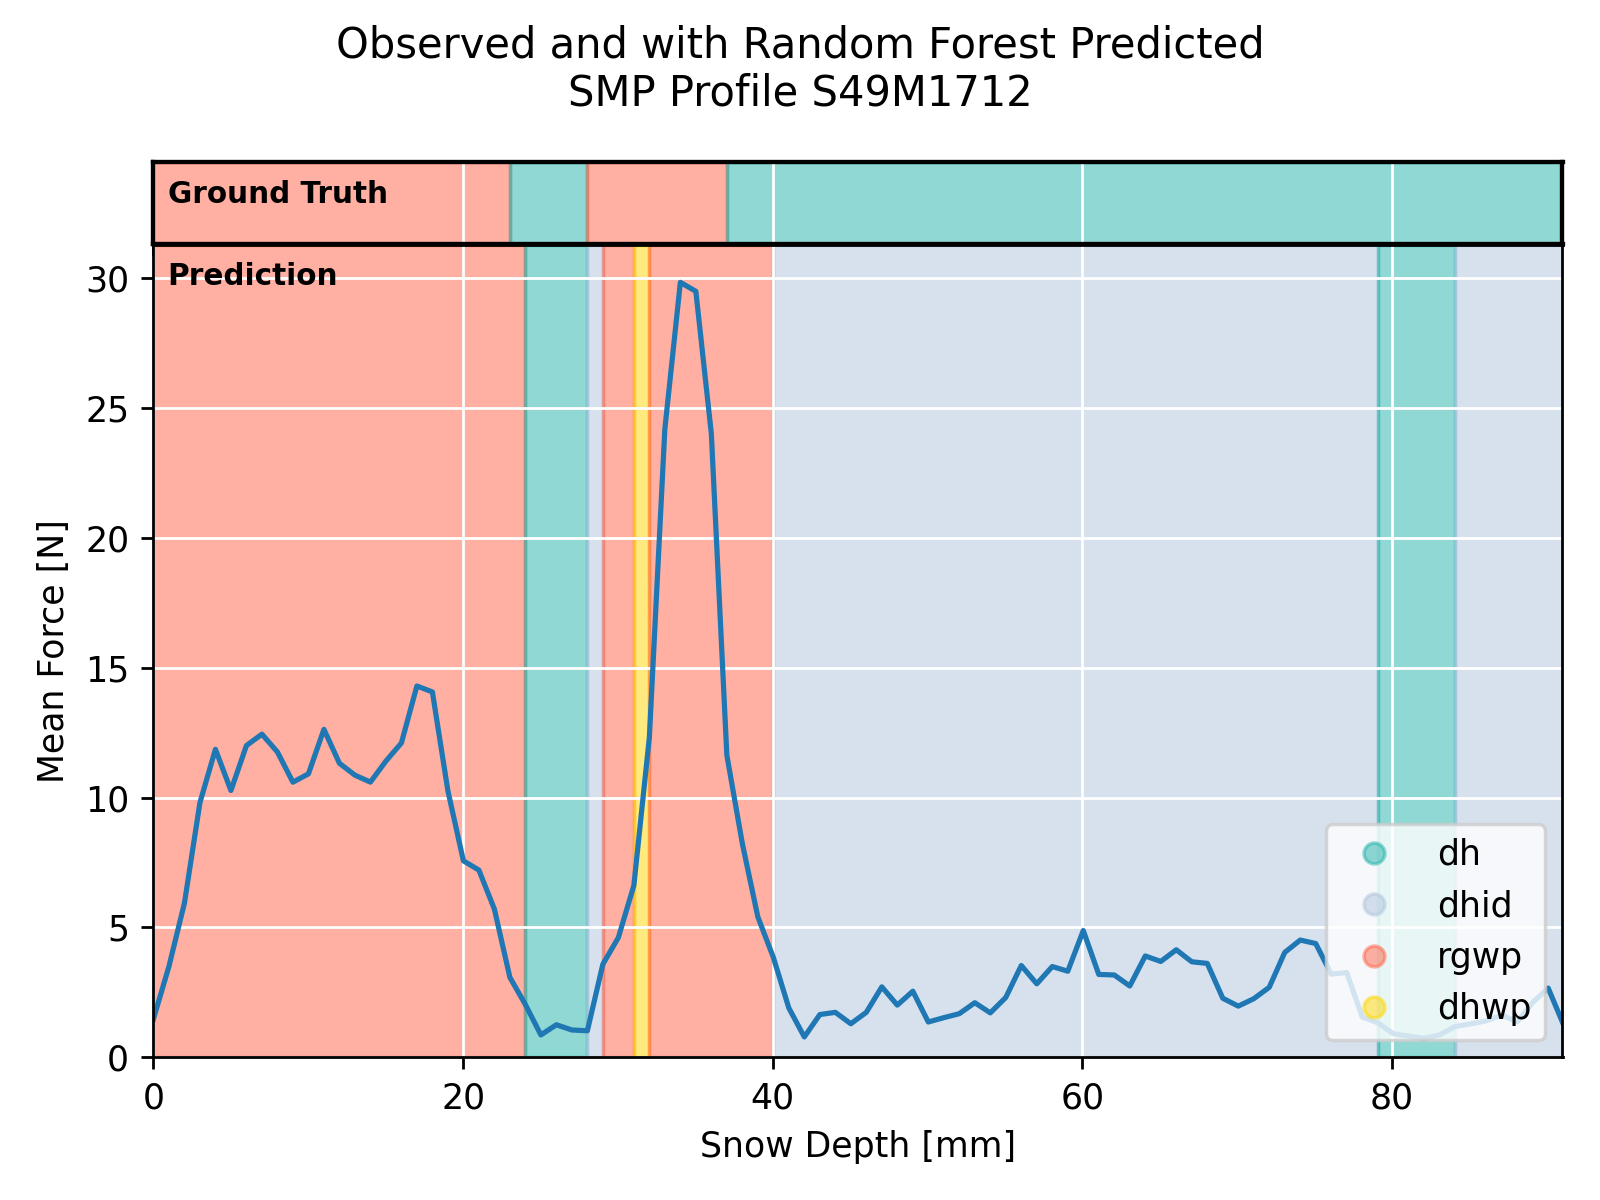 Observed and with Random Forest Predicted
SMP Profile S49M1712
Ground Truth
Prediction
30
25
20
15
10
5
0
Mean Force [N]
0 20 40 60 80
Snow Depth [mm]
dh
dhid
rgwp
dhwp